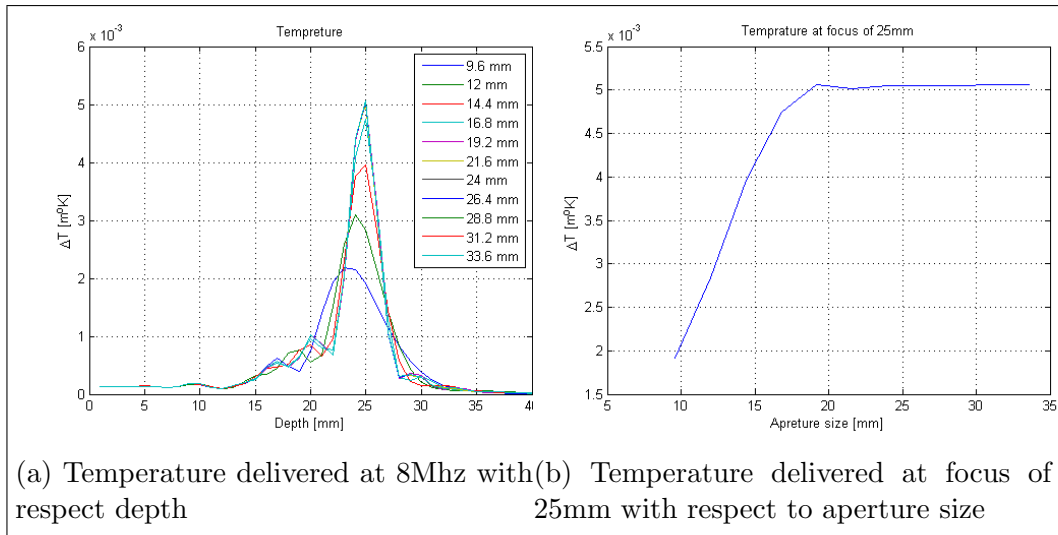 x 10⁻³
Tempreture
6
5
4
3
2
1
0
ΔT [mºK]
0 5 10 15 20 25 30 35 40
Depth [mm]
9.6 mm
12 mm
14.4 mm
16.8 mm
19.2 mm
21.6 mm
24 mm
26.4 mm
28.8 mm
31.2 mm
33.6 mm
x 10⁻³
Temprature at focus of 25mm
5.5
5
4.5
4
3.5
3
2.5
2
1.5
ΔT [mºK]
5 10 15 20 25 30 35
Apreture size [mm]
(a) Temperature delivered at 8Mhz with
respect depth
(b) Temperature delivered at focus of
25mm with respect to aperture size